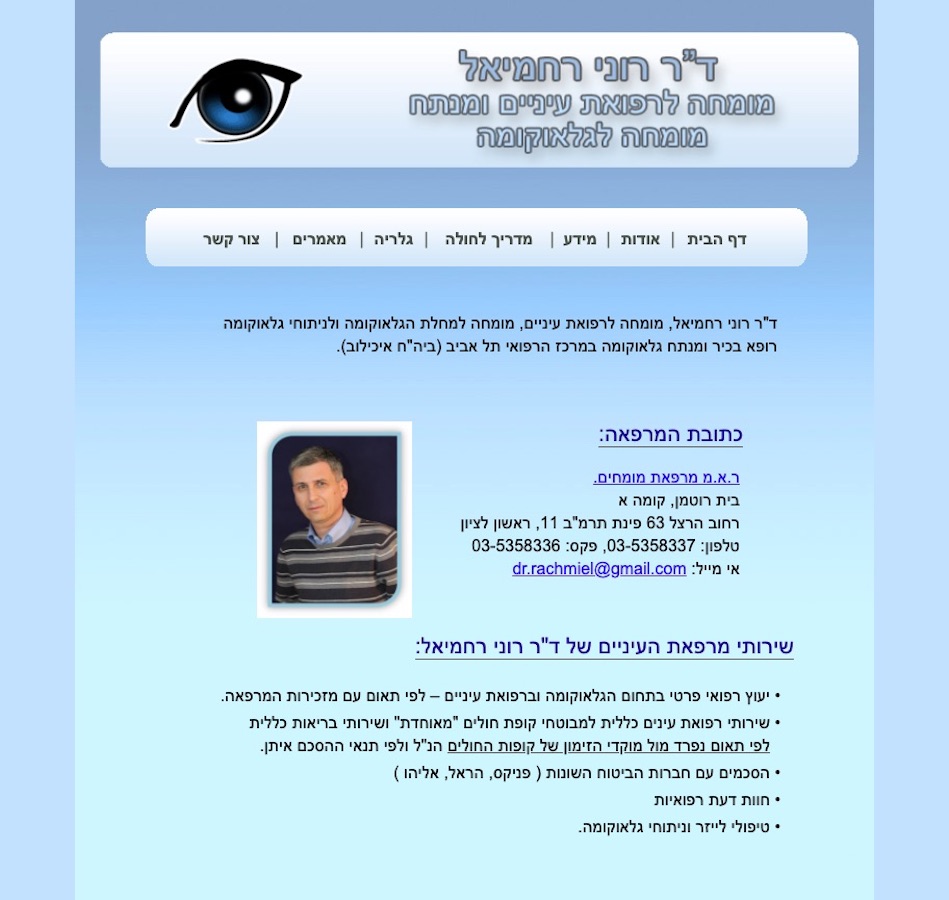 ד"ר רוני רחמיאל
מומחה לרפואת עיניים ומנתח
מומחה לגלאוקומה
דף הבית | אודות | מידע | מדריך לחולה | גלריה | מאמרים | צור קשר
ד"ר רוני רחמיאל, מומחה לרפואת עיניים, מומחה למחלת הגלאוקומה ולניתוחי גלאוקומה
רופא בכיר ומנתח גלאוקומה במרכז הרפואי תל אביב (ביה"ח איכילוב).
כתובת המרפאה:
ר.א.מ מרפאת מומחים.
בית רוטמן, קומה א
רחוב הרצל 63 פינת תרמ"ב 11, ראשון לציון
טלפון: 03-5358337, פקס: 03-5358336
אי מייל: dr.rachmiel@gmail.com
שירותי מרפאת העיניים של ד"ר רוני רחמיאל:
• יעוץ רפואי פרטי בתחום הגלאוקומה וברפואת עיניים – לפי תאום עם מזכירות המרפאה.
• שירותי רפואת עינים כללית למבוטחי קופת חולים "מאוחדת" ושירותי בריאות כללית
לפי תאום נפרד מול מוקדי הזימון של קופות החולים הנ"ל ולפי תנאי ההסכם איתן.
• הסכמים עם חברות הביטוח השונות ( פניקס, הראל, אליהו )
• חוות דעת רפואיות
• טיפולי לייזר וניתוחי גלאוקומה.